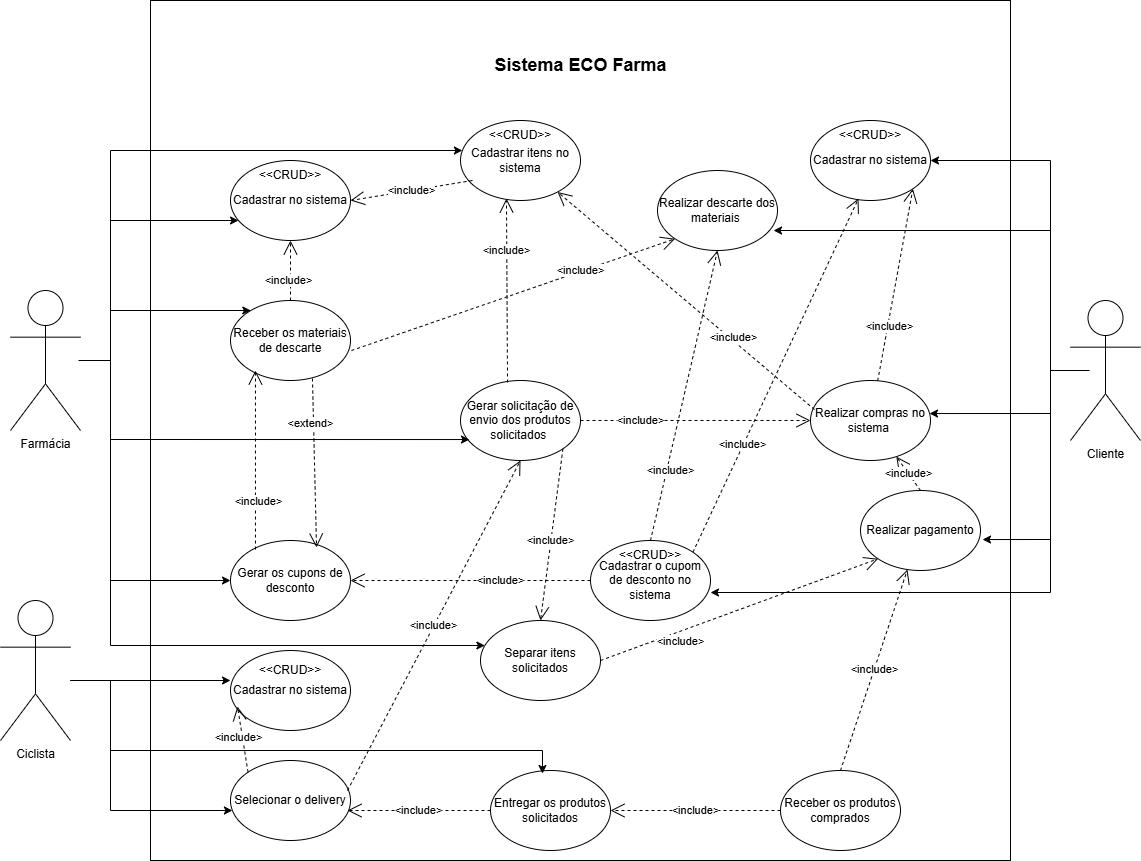 Sistema ECO Farma
<<CRUD>>
Cadastrar itens no
sistema
<<CRUD>>
Cadastrar no sistema
<<CRUD>>
Cadastrar no sistema
<include>
Realizar descarte dos
materiais
<include>
<include>
<include>
Receber os materiais
de descarte
<include>
<include>
Farmácia
<extend>
Gerar solicitação de
envio dos produtos
solicitados
<include>
Realizar compras no
sistema
<include>
Cliente
<include>
<include>
<include>
Realizar pagamento
<include>
<<CRUD>>
Cadastrar o cupom
de desconto no
sistema
Gerar os cupons de
desconto
<include>
<include>
<include>
Separar itens
solicitados
<include>
<<CRUD>>
Cadastrar no sistema
<include>
Ciclista
Selecionar o delivery
<include>
Entregar os produtos
solicitados
<include>
Receber os produtos
comprados